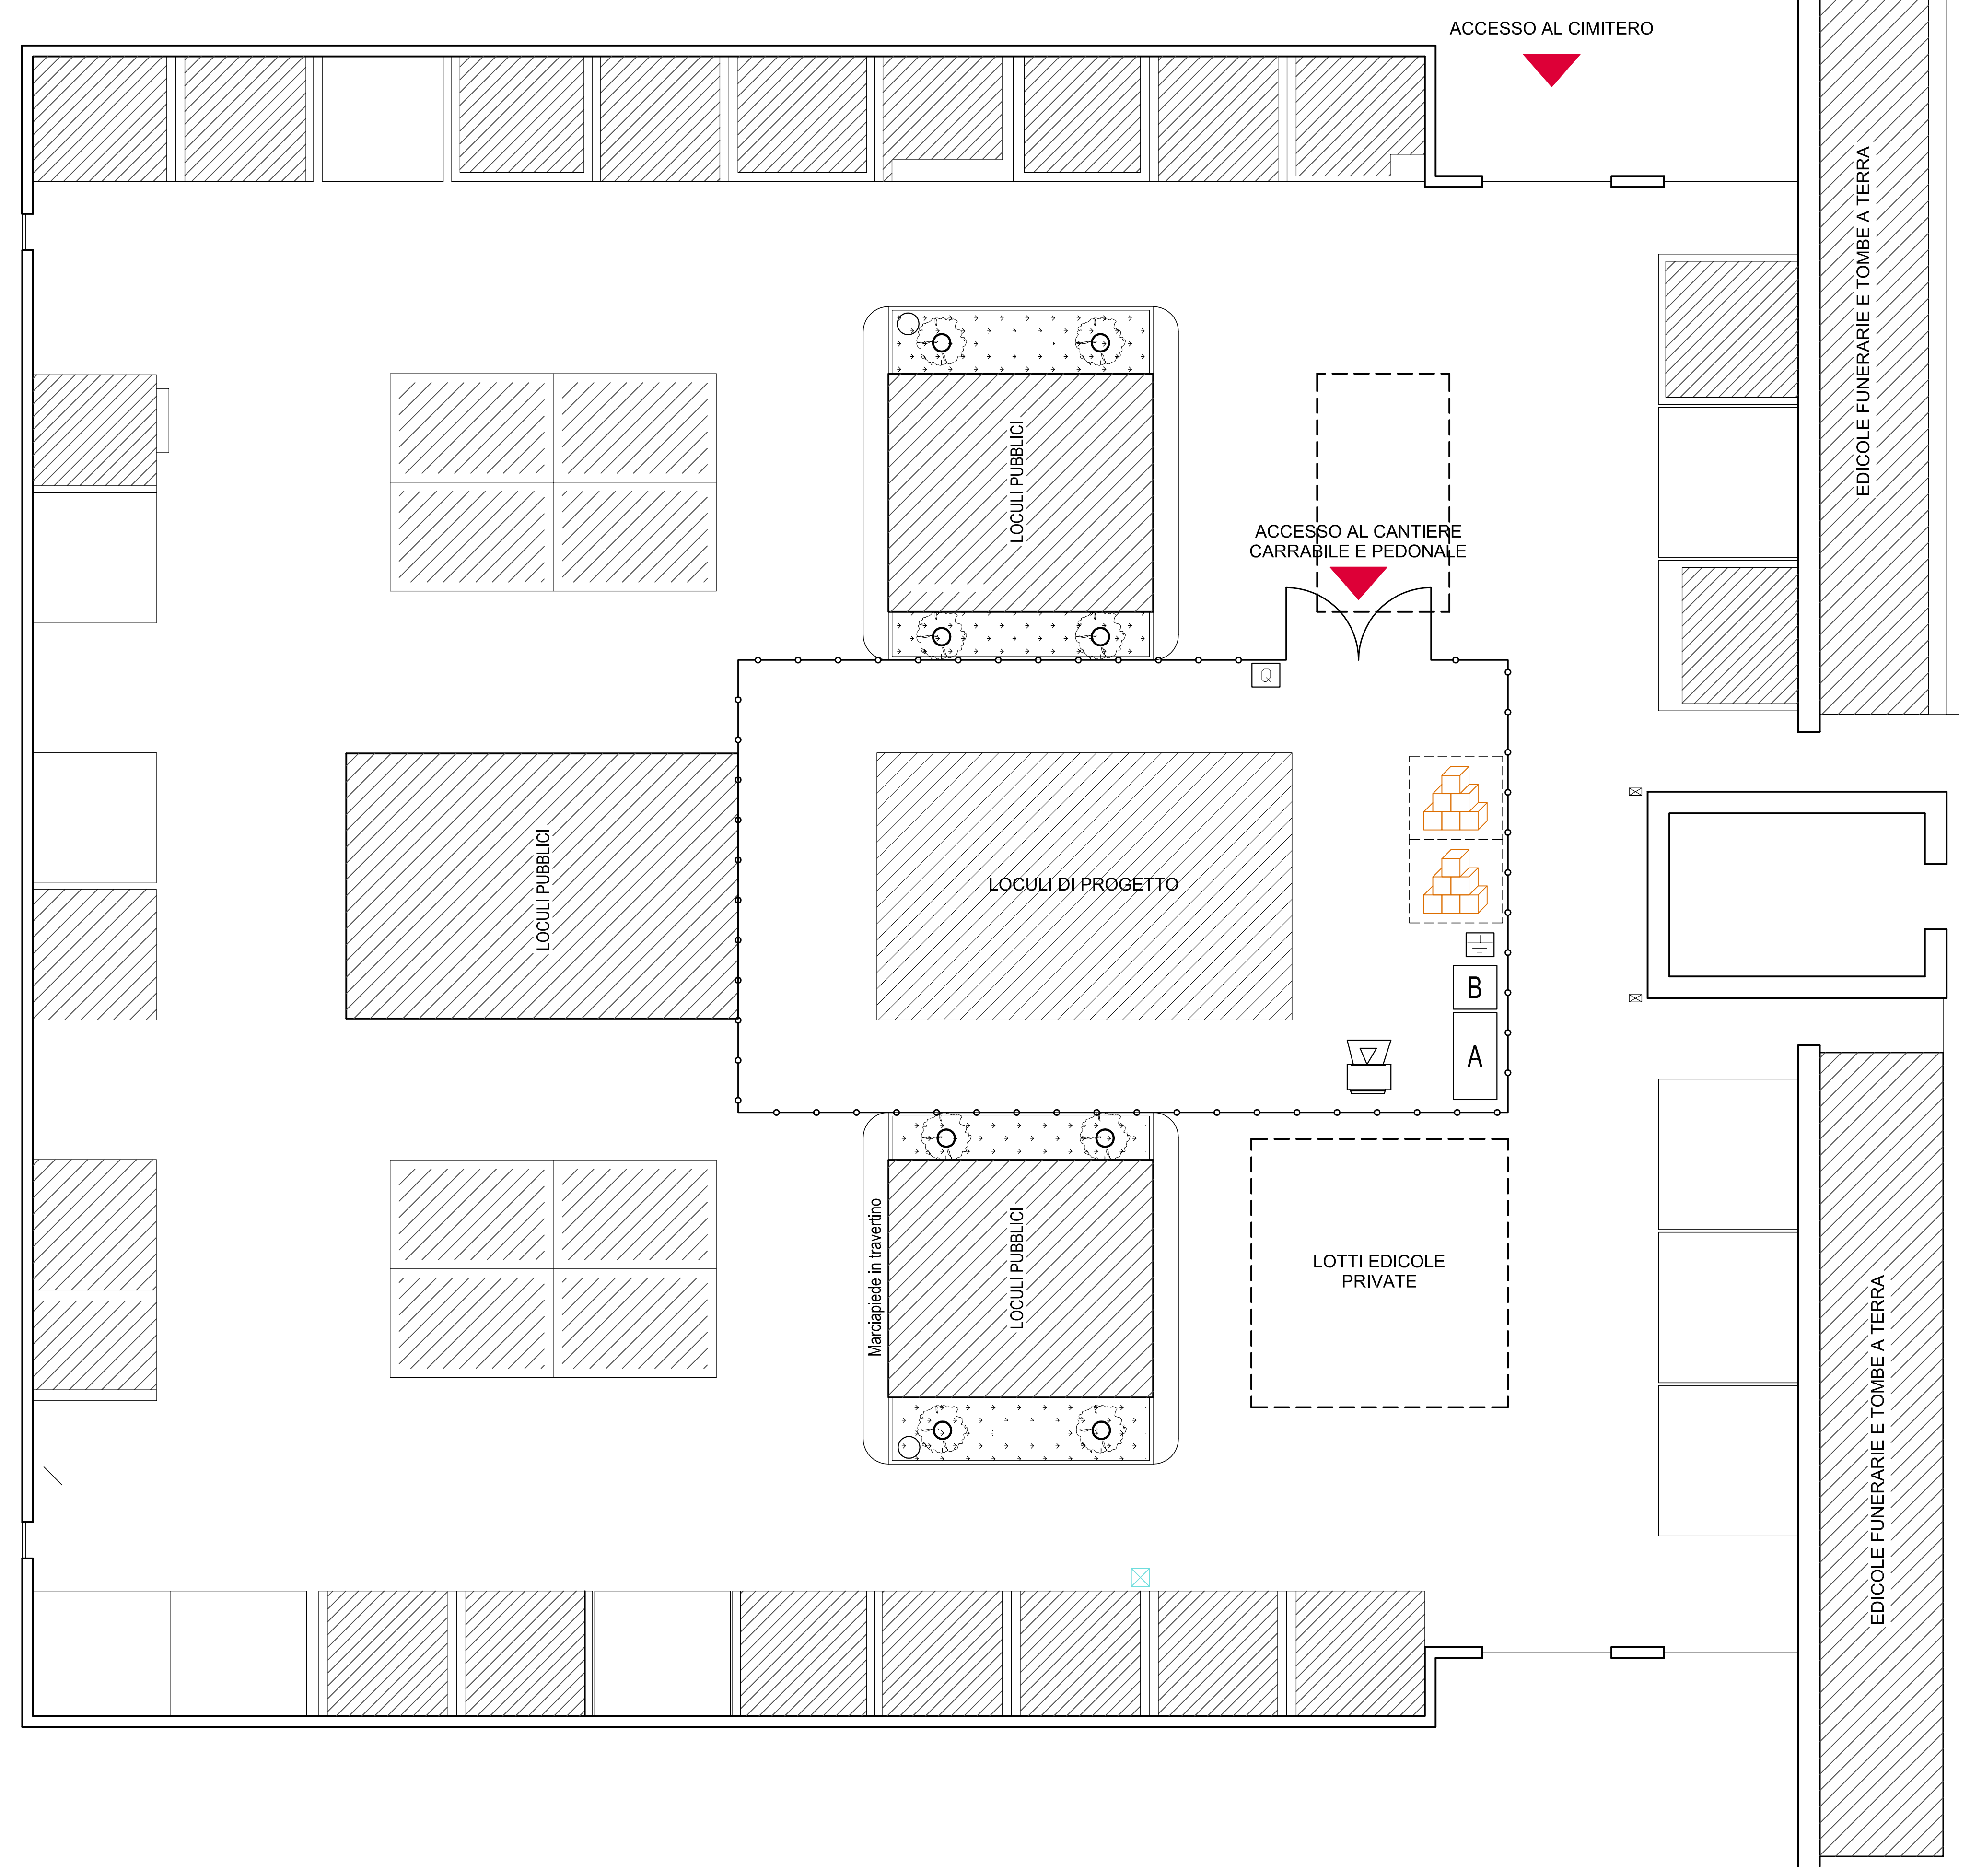 ACCESSO AL CIMITERO
EDICOLE FUNERARIE E TOMBE A TERRA
LOCULI PUBBLICI
ACCESSO AL CANTIERE
CARRABILE E PEDONALE
Q
LOCULI PUBBLICI
LOCULI DI PROGETTO
B
A
Marciapiede in travertino
LOCULI PUBBLICI
LOTTI EDICOLE
PRIVATE
EDICOLE FUNERARIE E TOMBE A TERRA